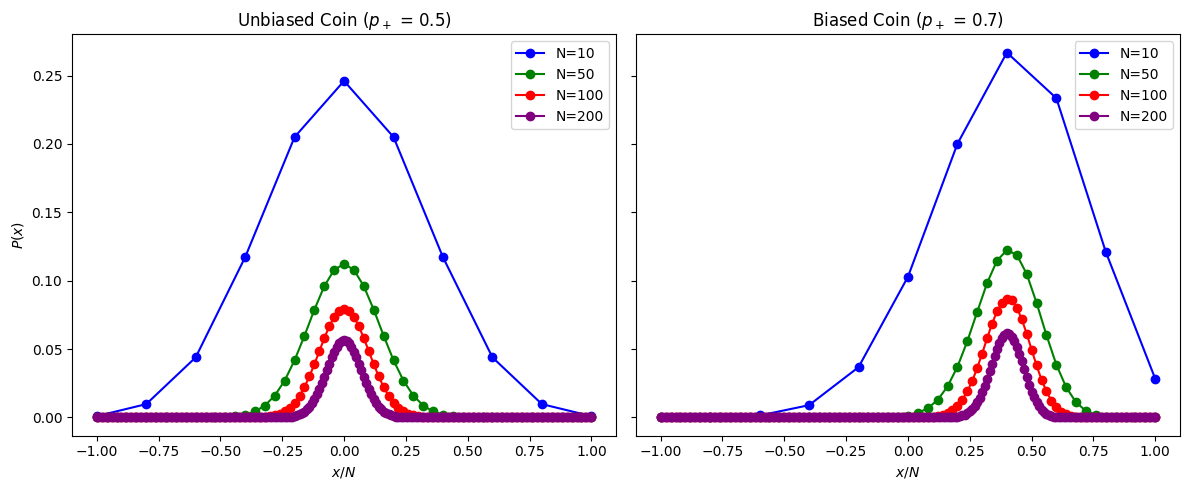 Unbiased Coin (p₊ = 0.5)
N=10
N=50
N=100
N=200
0.25
0.20
0.15
0.10
0.05
0.00
P(x)
−1.00 −0.75 −0.50 −0.25 0.00 0.25 0.50 0.75 1.00
x/N
Biased Coin (p₊ = 0.7)
N=10
N=50
N=100
N=200
−1.00 −0.75 −0.50 −0.25 0.00 0.25 0.50 0.75 1.00
x/N